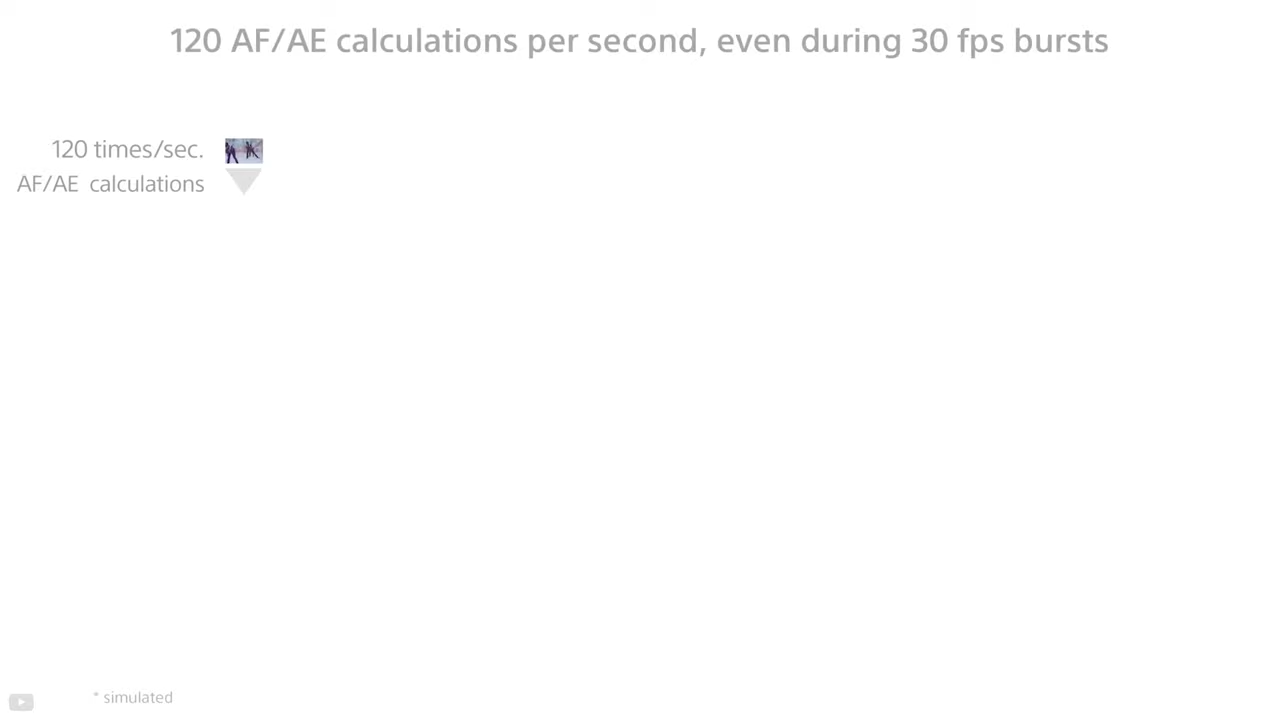 120 AF/AE calculations per second, even during 30 fps bursts
120 times/sec.
AF/AE calculations
* simulated